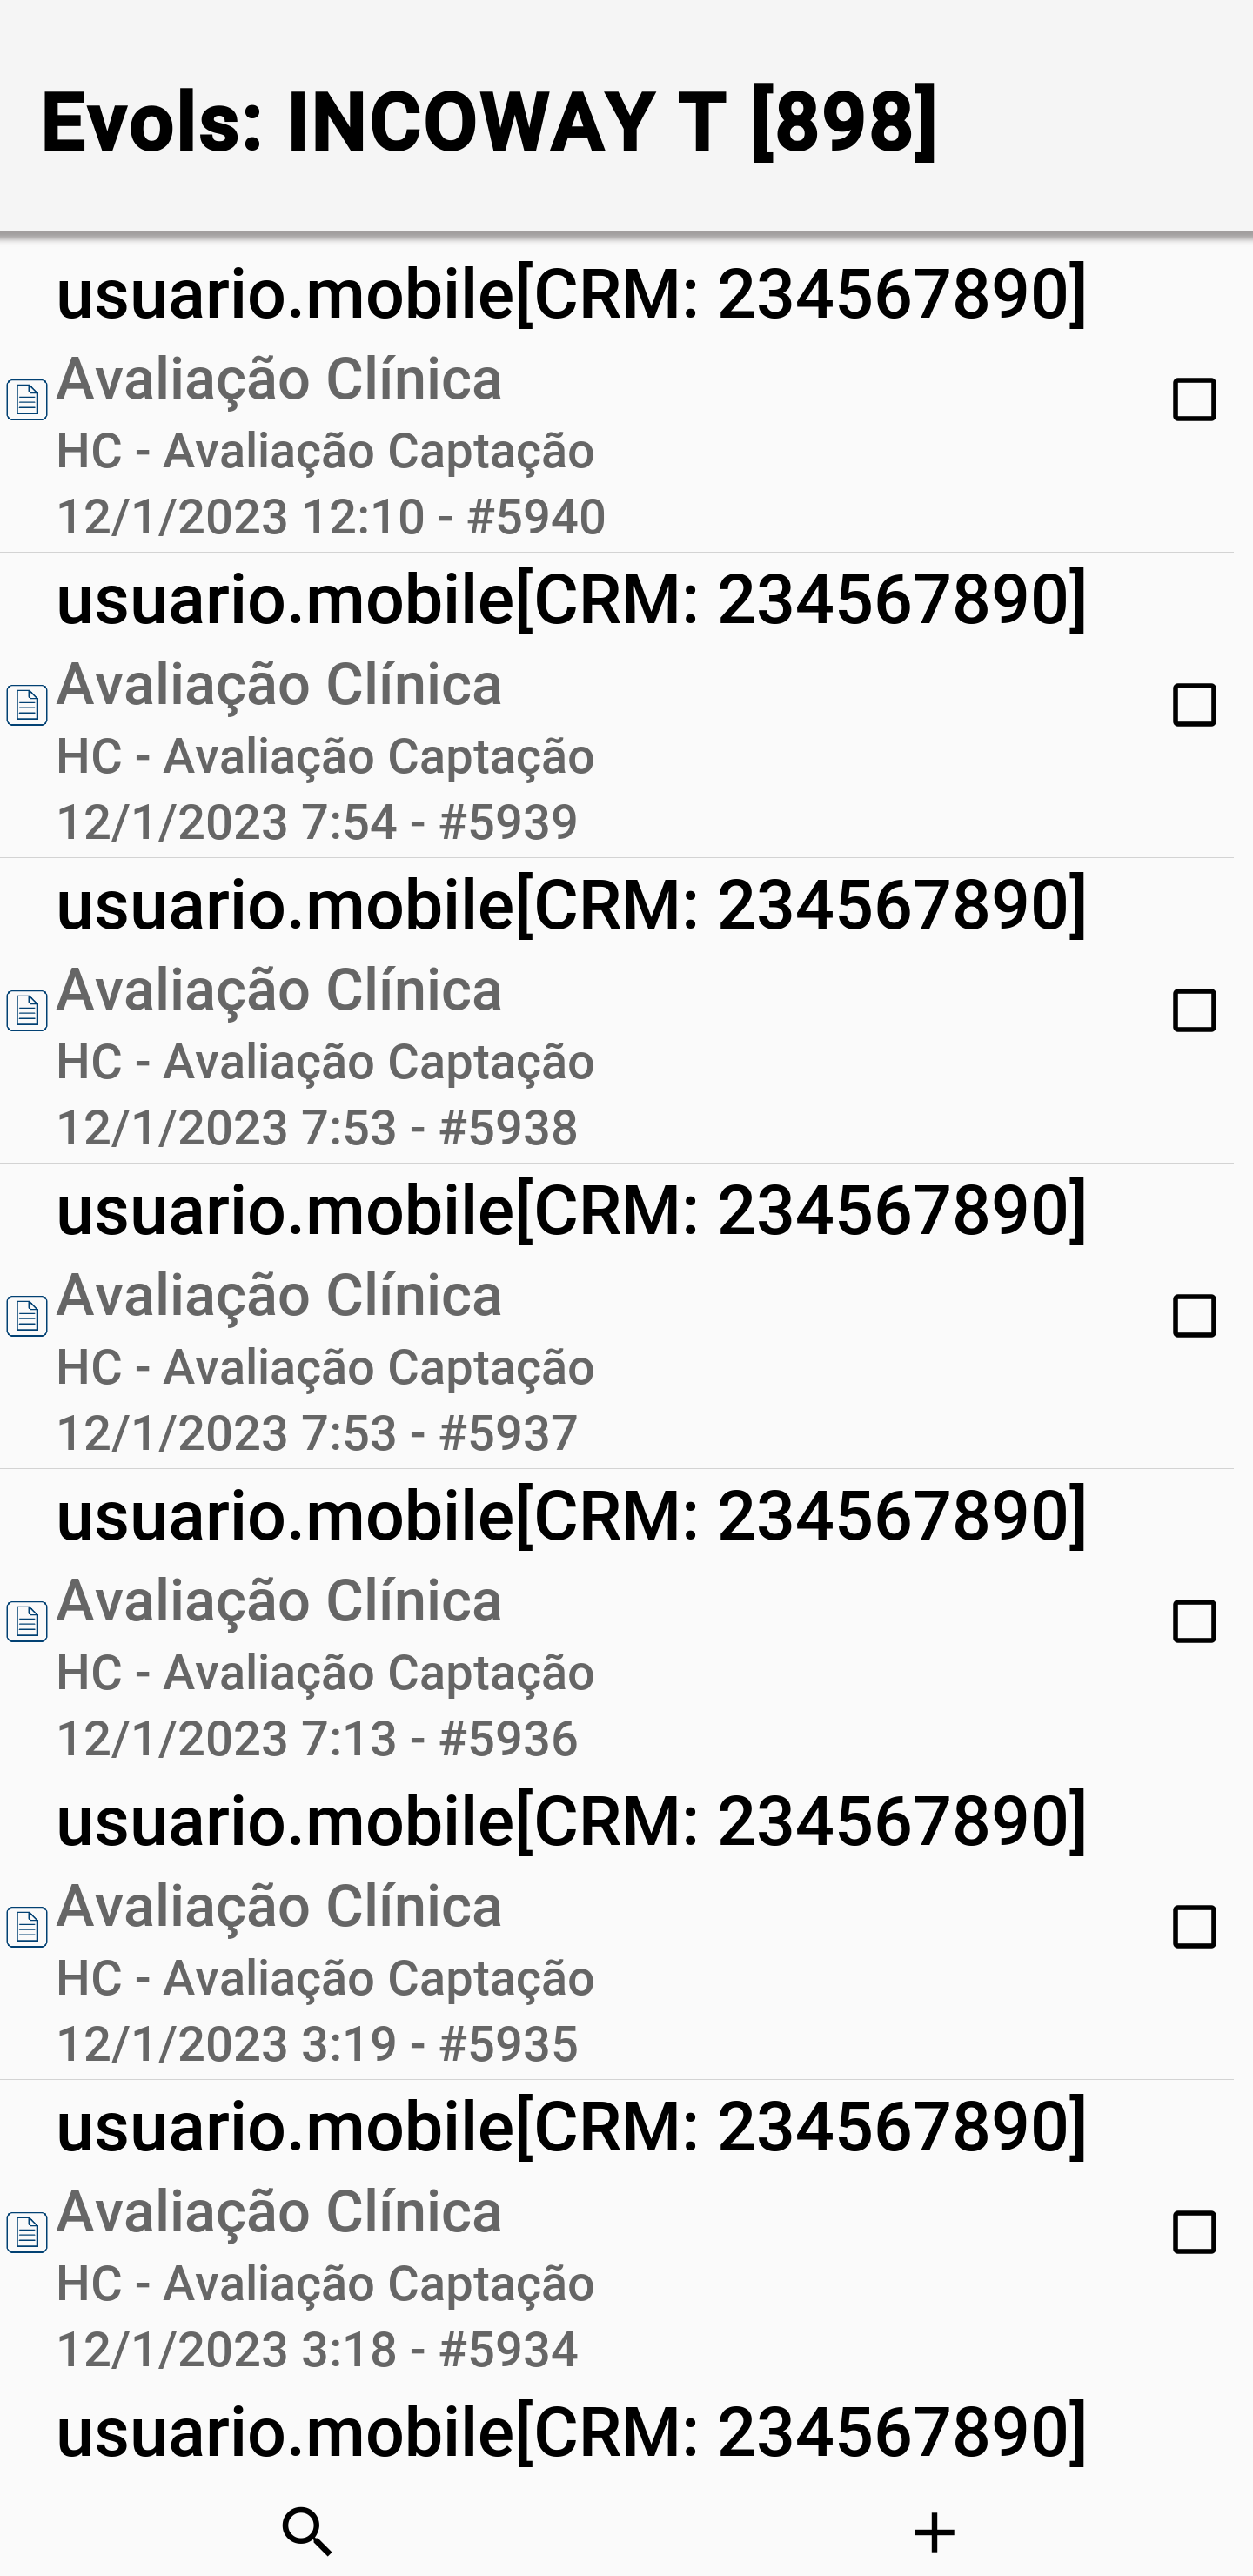 Evols: INCOWAY T [898]
usuario.mobile[CRM: 234567890]
Avaliação Clínica
HC - Avaliação Captação
12/1/2023 12:10 - #5940
usuario.mobile[CRM: 234567890]
Avaliação Clínica
HC - Avaliação Captação
12/1/2023 7:54 - #5939
usuario.mobile[CRM: 234567890]
Avaliação Clínica
HC - Avaliação Captação
12/1/2023 7:53 - #5938
usuario.mobile[CRM: 234567890]
Avaliação Clínica
HC - Avaliação Captação
12/1/2023 7:53 - #5937
usuario.mobile[CRM: 234567890]
Avaliação Clínica
HC - Avaliação Captação
12/1/2023 7:13 - #5936
usuario.mobile[CRM: 234567890]
Avaliação Clínica
HC - Avaliação Captação
12/1/2023 3:19 - #5935
usuario.mobile[CRM: 234567890]
Avaliação Clínica
HC - Avaliação Captação
12/1/2023 3:18 - #5934
usuario.mobile[CRM: 234567890]